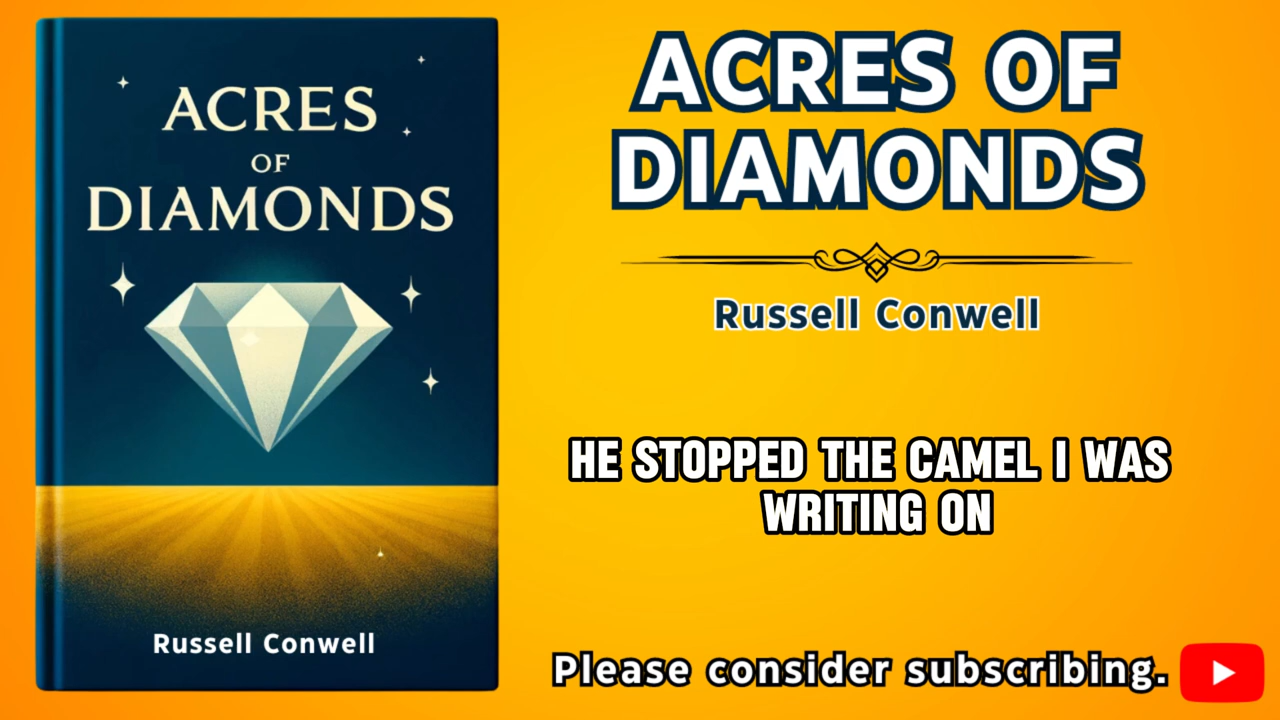 ACRES
OF
DIAMONDS
Russell Conwell
ACRES OF
DIAMONDS
Russell Conwell
HE STOPPED THE CAMEL I WAS
WRITING ON
Please consider subscribing.